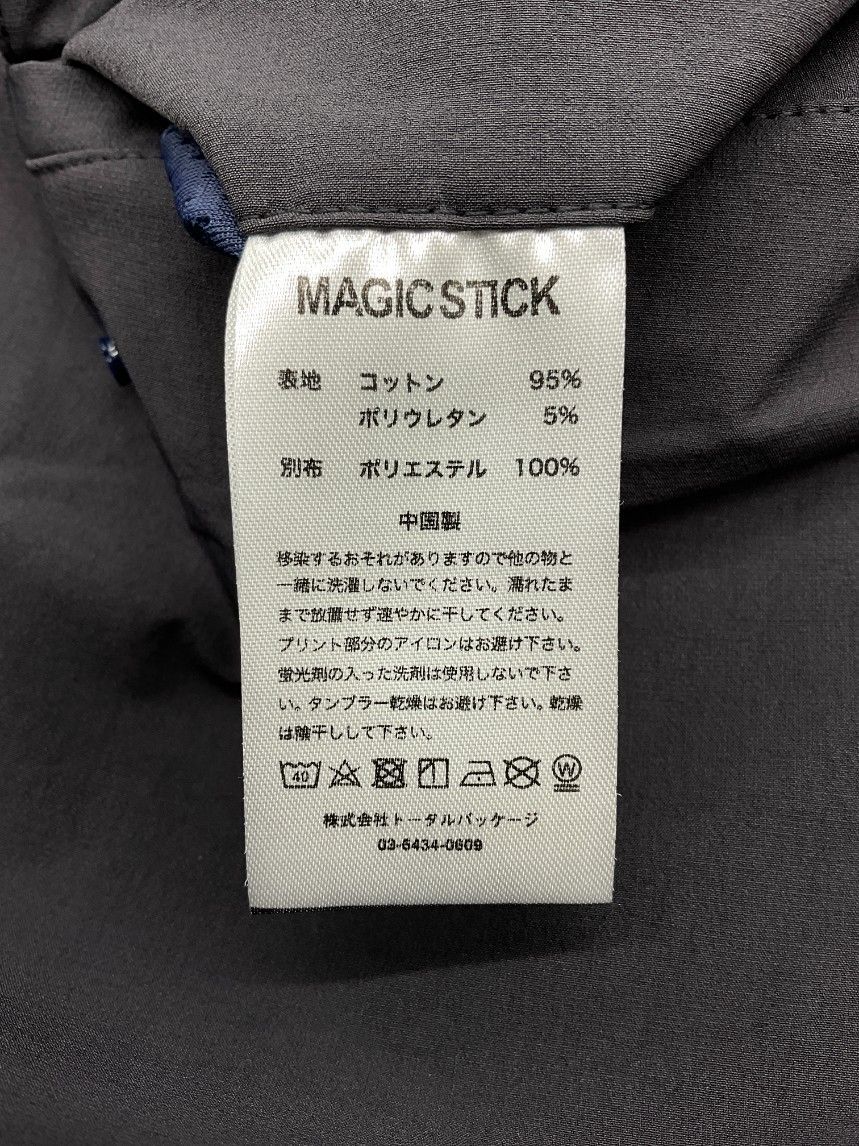 MAGIC STICK
表地 コットン 95%
ポリウレタン 5%
別布 ポリエステル 100%
中国製
移染するおそれがありますので他の物と
一緒に洗濯しないでください。濡れたま
まで放置せず速やかに干してください。
プリント部分のアイロンはお避け下さい。
蛍光剤の入った洗剤は使用しないで下さ
い。タンブラー乾燥はお避け下さい。乾燥
は陰干しして下さい。
40 W
株式会社トータルパッケージ
03-6434-0609